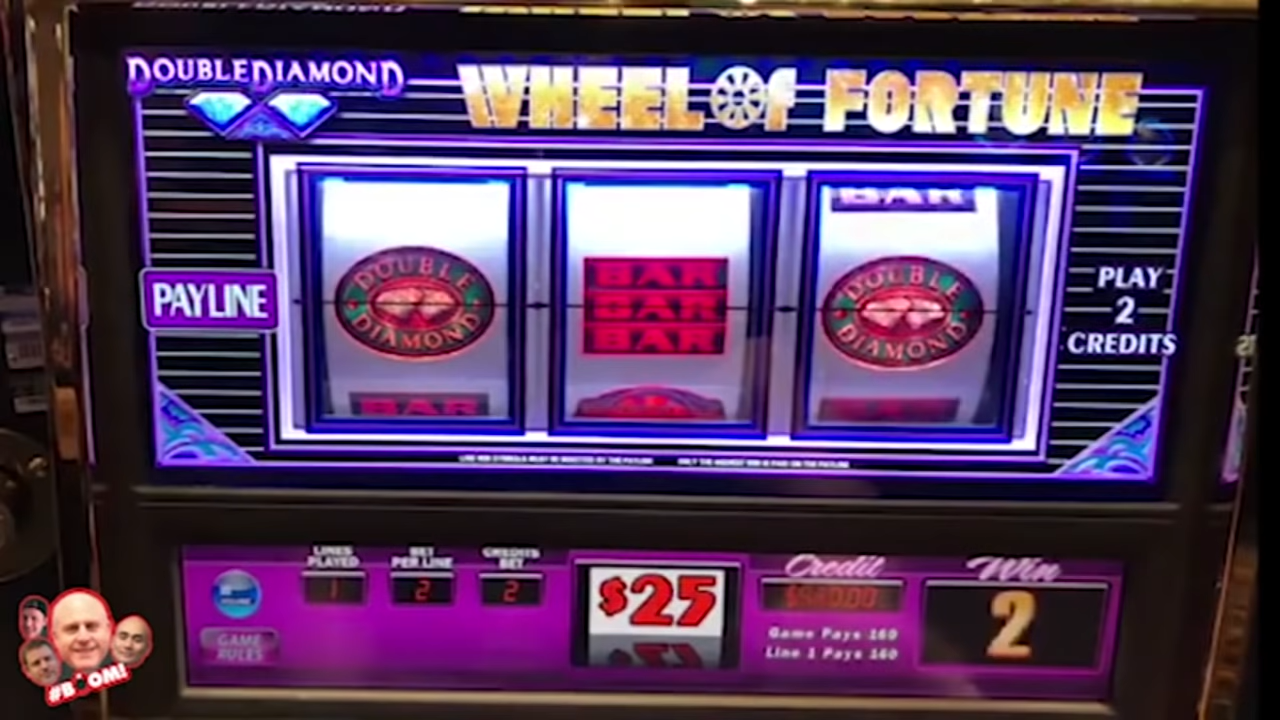 DOUBLE DIAMOND
WHEEL OF FORTUNE
BAR
PAYLINE
DOUBLE
DIAMOND
BAR
BAR
BAR
DOUBLE
DIAMOND
PLAY
2
CREDITS
BAR
LINES
PLAYED
1
BET
PER LINE
2
CREDITS
BET
2
$25
Credit
Game Pays 160
Line 1 Pays 160
Win
2
GAME
RULES
#BOOM!